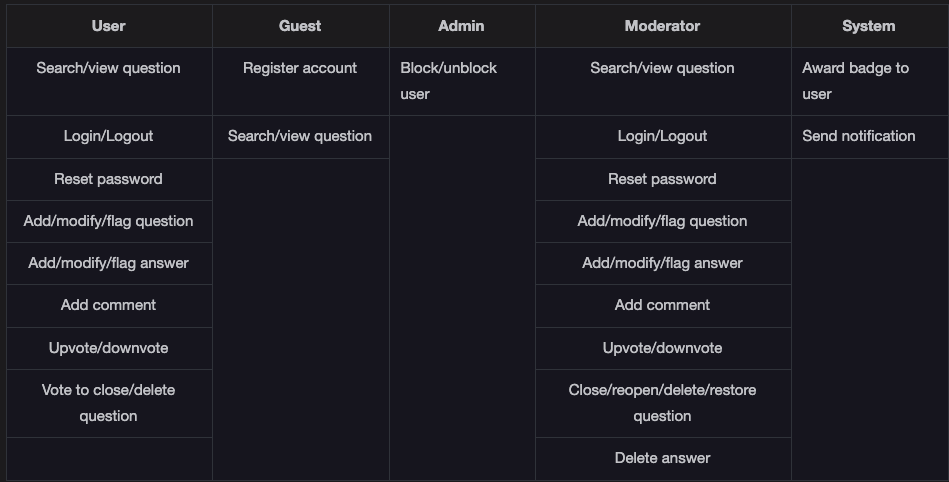 User Guest Admin Moderator System
Search/view question Register account Block/unblock user Search/view question Award badge to user
Login/Logout Search/view question Login/Logout Send notification
Reset password Reset password
Add/modify/flag question Add/modify/flag question
Add/modify/flag answer Add/modify/flag answer
Add comment Add comment
Upvote/downvote Upvote/downvote
Vote to close/delete question Close/reopen/delete/restore question
Delete answer